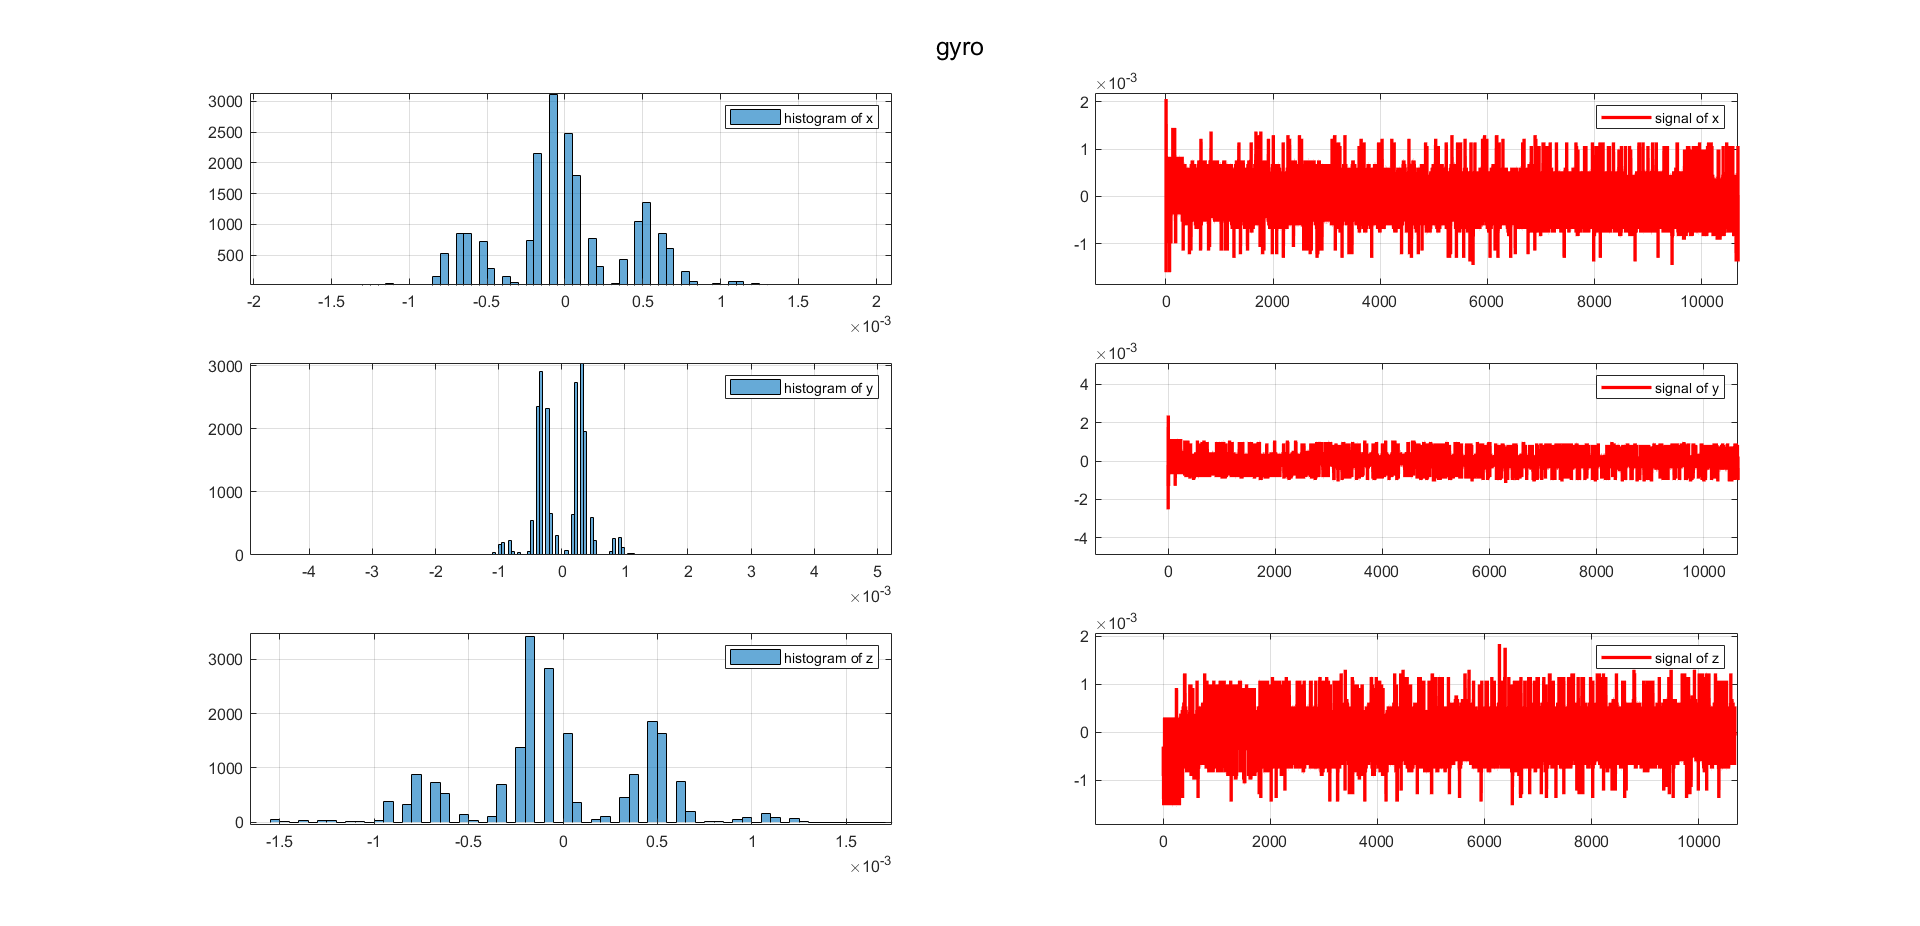 gyro
3000
2500
2000
1500
1000
500
-2 -1.5 -1 -0.5 0 0.5 1 1.5 2
×10-3
histogram of x
×10-3
2
1
0
-1
0 2000 4000 6000 8000 10000
signal of x
3000
2000
1000
0
-4 -3 -2 -1 0 1 2 3 4 5
×10-3
histogram of y
×10-3
4
2
0
-2
-4
0 2000 4000 6000 8000 10000
signal of y
3000
2000
1000
0
-1.5 -1 -0.5 0 0.5 1 1.5
×10-3
histogram of z
×10-3
2
1
0
-1
0 2000 4000 6000 8000 10000
signal of z